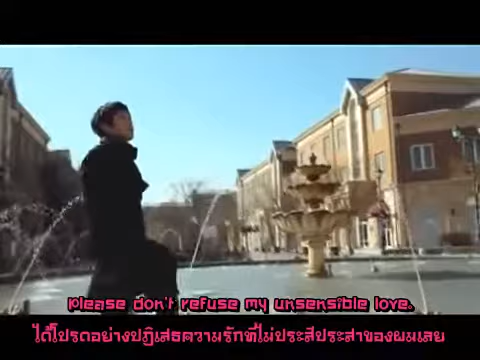 please don't refuse my unsensible love.
ได้โปรดอย่างปฏิเสธความรักที่ไม่ประสีประสาของผมเลย